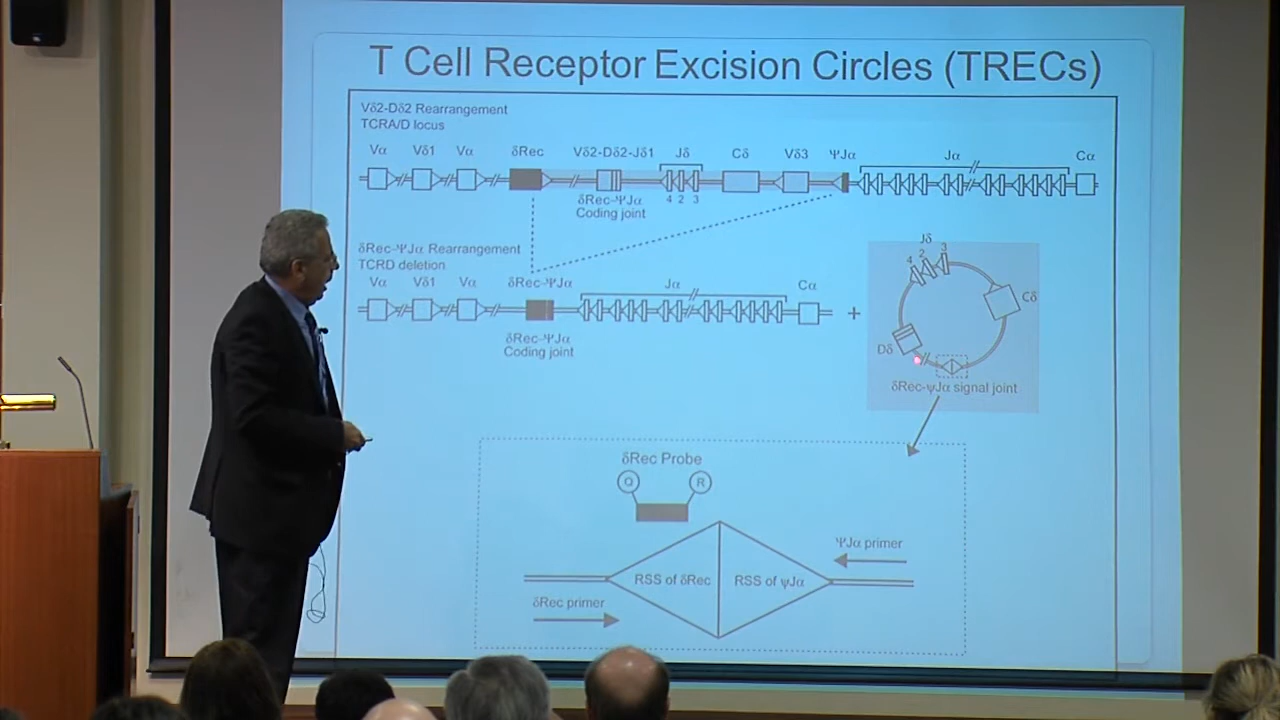 T Cell Receptor Excision Circles (TRECs)
Vδ2-Dδ2 Rearrangement
TCRA/D locus
Vα Vδ1 Vα δRec Vδ2-Dδ2-Jδ1 Jδ Cδ Vδ3 ΨJα Jα Cα
4 2 3
δRec-ΨJα
Coding joint
δRec-ΨJα Rearrangement
TCRD deletion
Vα Vδ1 Vα δRec-ΨJα Jα Cα
+
δRec-ΨJα
Coding joint
Jδ
4 2 3
Cδ
Dδ
δRec-ψJα signal joint
δRec Probe
Q R
ΨJα primer
RSS of δRec RSS of ψJα
δRec primer